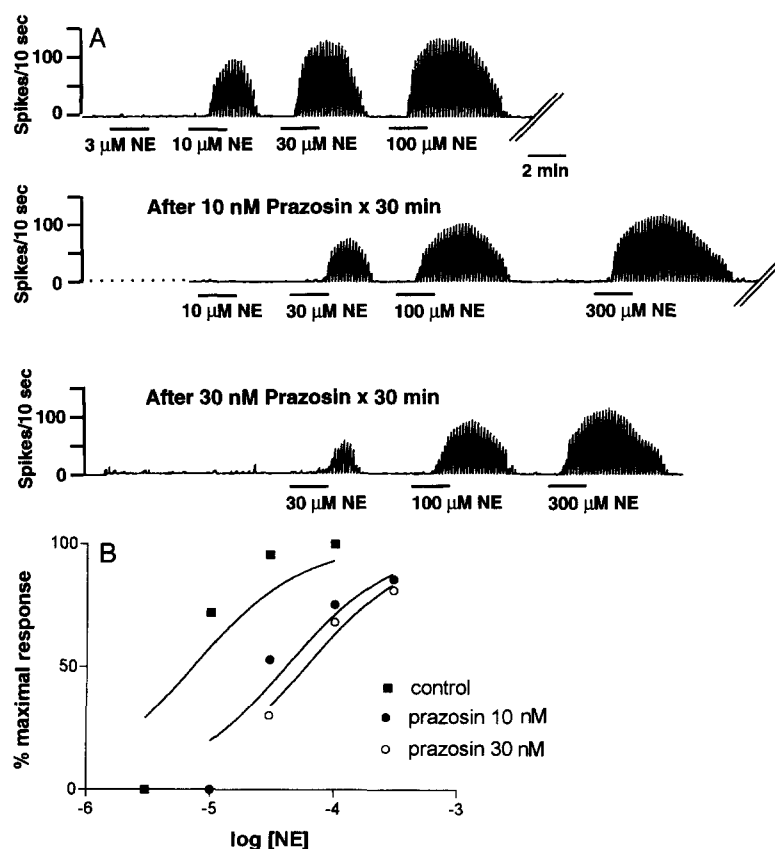 A
Spikes/10 sec
100
0
3 µM NE 10 µM NE 30 µM NE 100 µM NE
2 min
After 10 nM Prazosin x 30 min
Spikes/10 sec
100
0
10 µM NE 30 µM NE 100 µM NE 300 µM NE
After 30 nM Prazosin x 30 min
Spikes/10 sec
100
0
30 µM NE 100 µM NE 300 µM NE
B
% maximal response
100
50
0
control
prazosin 10 nM
prazosin 30 nM
-6 -5 -4 -3
log [NE]